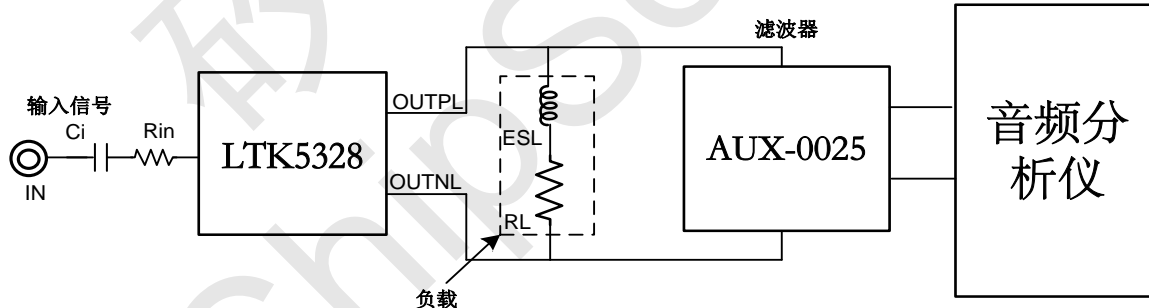 滤波器
输入信号
Ci
Rin
IN
LTK5328
OUTPL
OUTNL
ESL
RL
负载
AUX-0025
音频分
析仪